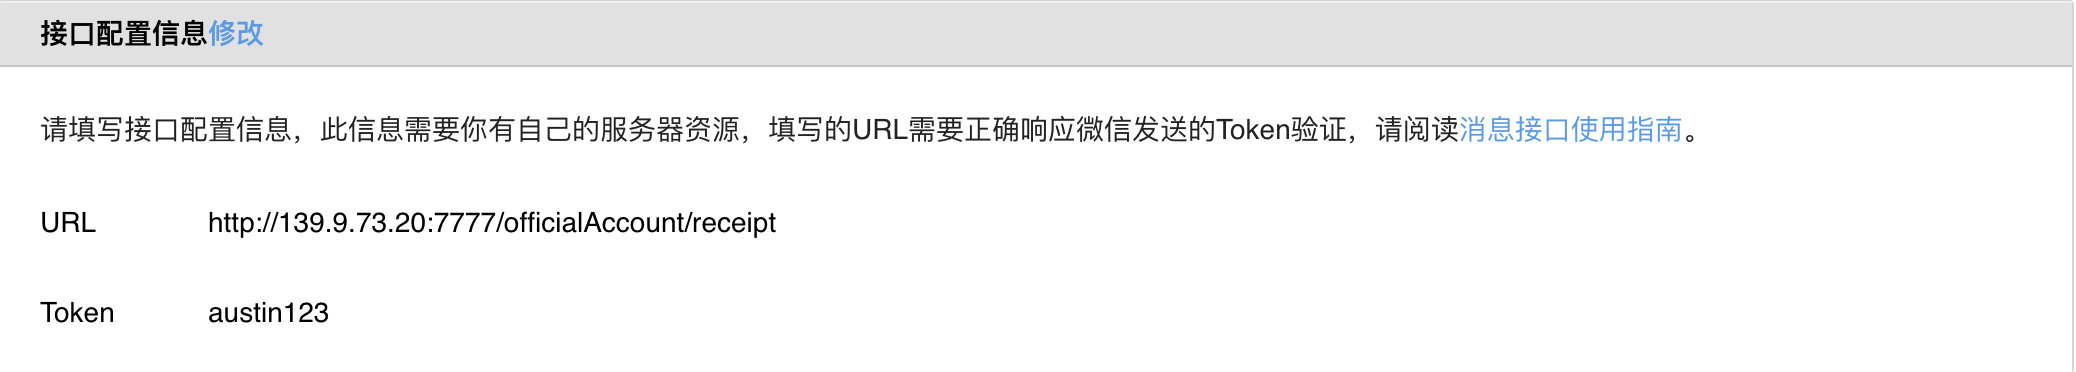 接口配置信息修改
请填写接口配置信息，此信息需要你有自己的服务器资源，填写的URL需要正确响应微信发送的Token验证，请阅读消息接口使用指南。
URL http://139.9.73.20:7777/officialAccount/receipt
Token austin123